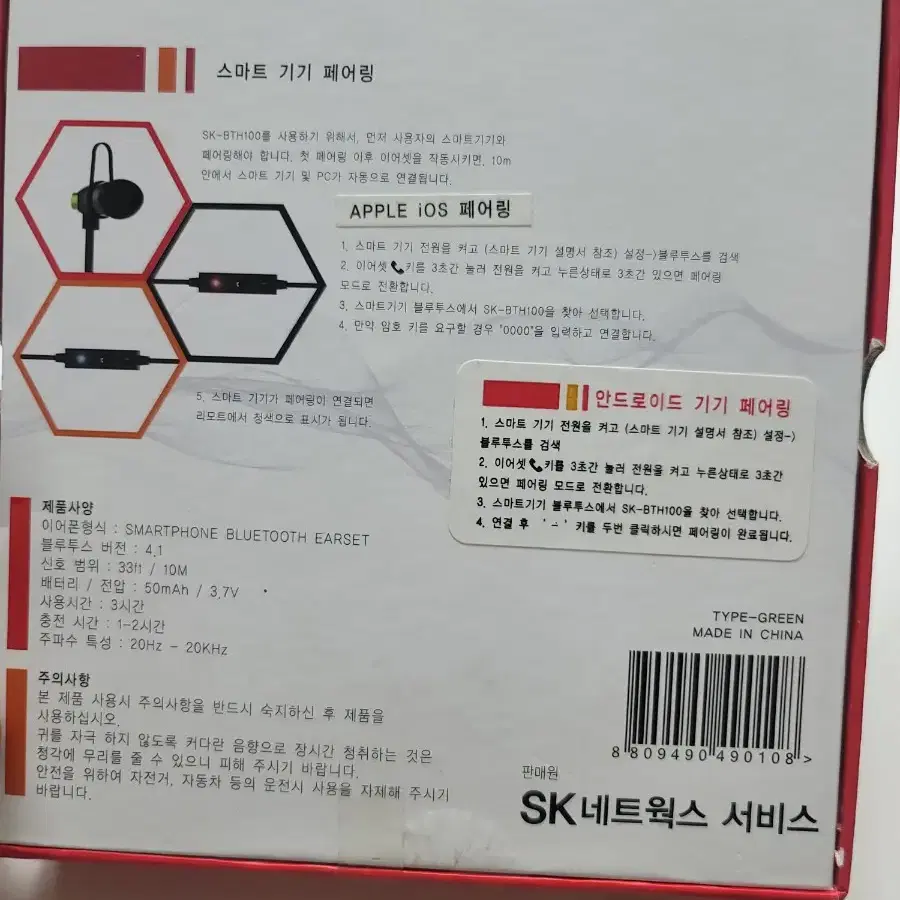 스마트 기기 페어링
SK-BTH100를 사용하기 위해서, 먼저 사용자의 스마트기기와
페어링해야 합니다. 첫 페어링 이후 이어셋을 작동시키면, 10m
안에서 스마트 기기 및 PC가 자동으로 연결됩니다.
APPLE iOS 페어링
1. 스마트 기기 전원을 켜고 (스마트 기기 설명서 참조) 설정->블루투스를 검색
2. 이어셋📞키를 3초간 눌러 전원을 켜고 누른상태로 3초간 있으면 페어링
모드로 전환합니다.
3. 스마트기기 블루투스에서 SK-BTH100을 찾아 선택합니다.
4. 만약 암호 키를 요구할 경우 "0000"을 입력하고 연결합니다.
5. 스마트 기기가 페어링이 연결되면
리모트에서 청색으로 표시가 됩니다.
안드로이드 기기 페어링
1. 스마트 기기 전원을 켜고 (스마트 기기 설명서 참조) 설정->
블루투스를 검색
2. 이어셋📞키를 3초간 눌러 전원을 켜고 누른상태로 3초간
있으면 페어링 모드로 전환합니다.
3. 스마트기기 블루투스에서 SK-BTH100을 찾아 선택합니다.
4. 연결 후 ' - ' 키를 두번 클릭하시면 페어링이 완료됩니다.
제품사양
이어폰형식 : SMARTPHONE BLUETOOTH EARSET
블루투스 버전 : 4.1
신호 범위 : 33ft / 10M
배터리 / 전압 : 50mAh / 3.7V
사용시간 : 3시간
충전 시간 : 1-2시간
주파수 특성 : 20Hz - 20KHz
주의사항
본 제품 사용시 주의사항을 반드시 숙지하신 후 제품을
사용하십시오.
귀를 자극 하지 않도록 커다란 음향으로 장시간 청취하는 것은
청각에 무리를 줄 수 있으니 피해 주시기 바랍니다.
안전을 위하여 자전거, 자동차 등의 운전시 사용을 자제해 주시기
바랍니다.
TYPE-GREEN
MADE IN CHINA
8 809490 490108 >
판매원
SK네트웍스 서비스